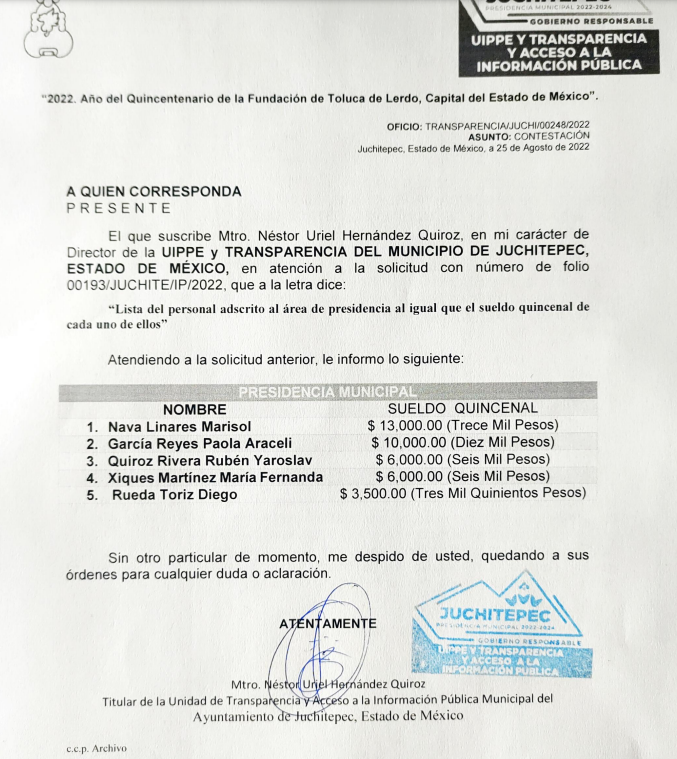 JUCHITEPEC
PRESIDENCIA MUNICIPAL 2022-2024
GOBIERNO RESPONSABLE
UIPPE Y TRANSPARENCIA
Y ACCESO A LA
INFORMACIÓN PÚBLICA
"2022. Año del Quincentenario de la Fundación de Toluca de Lerdo, Capital del Estado de México".
OFICIO: TRANSPARENCIA/JUCHI/00248/2022
ASUNTO: CONTESTACIÓN
Juchitepec, Estado de México, a 25 de Agosto de 2022
A QUIEN CORRESPONDA
P R E S E N T E
El que suscribe Mtro. Néstor Uriel Hernández Quiroz, en mi carácter de
Director de la UIPPE y TRANSPARENCIA DEL MUNICIPIO DE JUCHITEPEC,
ESTADO DE MÉXICO, en atención a la solicitud con número de folio
00193/JUCHITE/IP/2022, que a la letra dice:
"Lista del personal adscrito al área de presidencia al igual que el sueldo quincenal de
cada uno de ellos"
Atendiendo a la solicitud anterior, le informo lo siguiente:
PRESIDENCIA MUNICIPAL
NOMBRE SUELDO QUINCENAL
1. Nava Linares Marisol $ 13,000.00 (Trece Mil Pesos)
2. García Reyes Paola Araceli $ 10,000.00 (Diez Mil Pesos)
3. Quiroz Rivera Rubén Yaroslav $ 6,000.00 (Seis Mil Pesos)
4. Xiques Martínez María Fernanda $ 6,000.00 (Seis Mil Pesos)
5. Rueda Toriz Diego $ 3,500.00 (Tres Mil Quinientos Pesos)
Sin otro particular de momento, me despido de usted, quedando a sus
órdenes para cualquier duda o aclaración.
ATENTAMENTE
JUCHITEPEC
PRESIDENCIA MUNICIPAL 2022-2024
GOBIERNO RESPONSABLE
UIPPE Y TRANSPARENCIA
Y ACCESO A LA
INFORMACIÓN PÚBLICA
Mtro. Néstor Uriel Hernández Quiroz
Titular de la Unidad de Transparencia y Acceso a la Información Pública Municipal del
Ayuntamiento de Juchitepec, Estado de México
c.c.p. Archivo